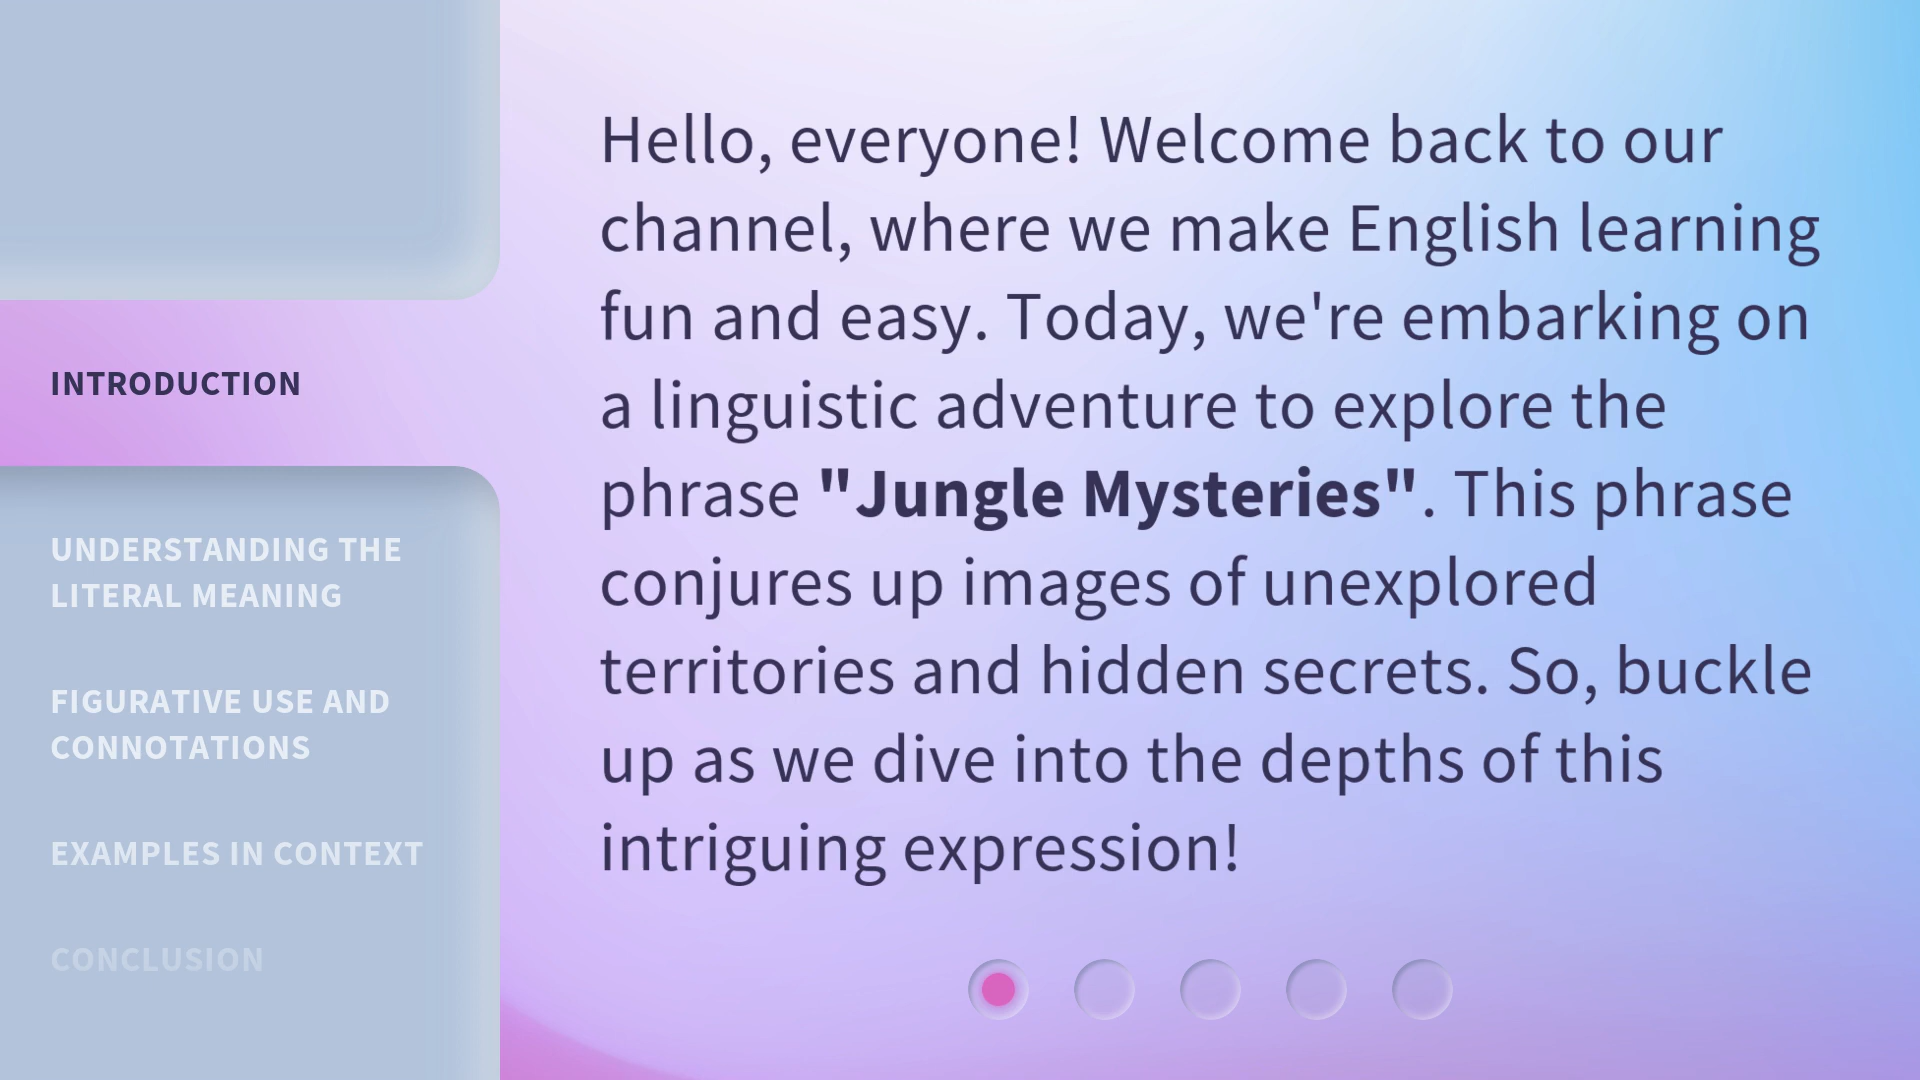 INTRODUCTION
UNDERSTANDING THE
LITERAL MEANING
FIGURATIVE USE AND
CONNOTATIONS
EXAMPLES IN CONTEXT
CONCLUSION
Hello, everyone! Welcome back to our
channel, where we make English learning
fun and easy. Today, we're embarking on
a linguistic adventure to explore the
phrase "Jungle Mysteries". This phrase
conjures up images of unexplored
territories and hidden secrets. So, buckle
up as we dive into the depths of this
intriguing expression!